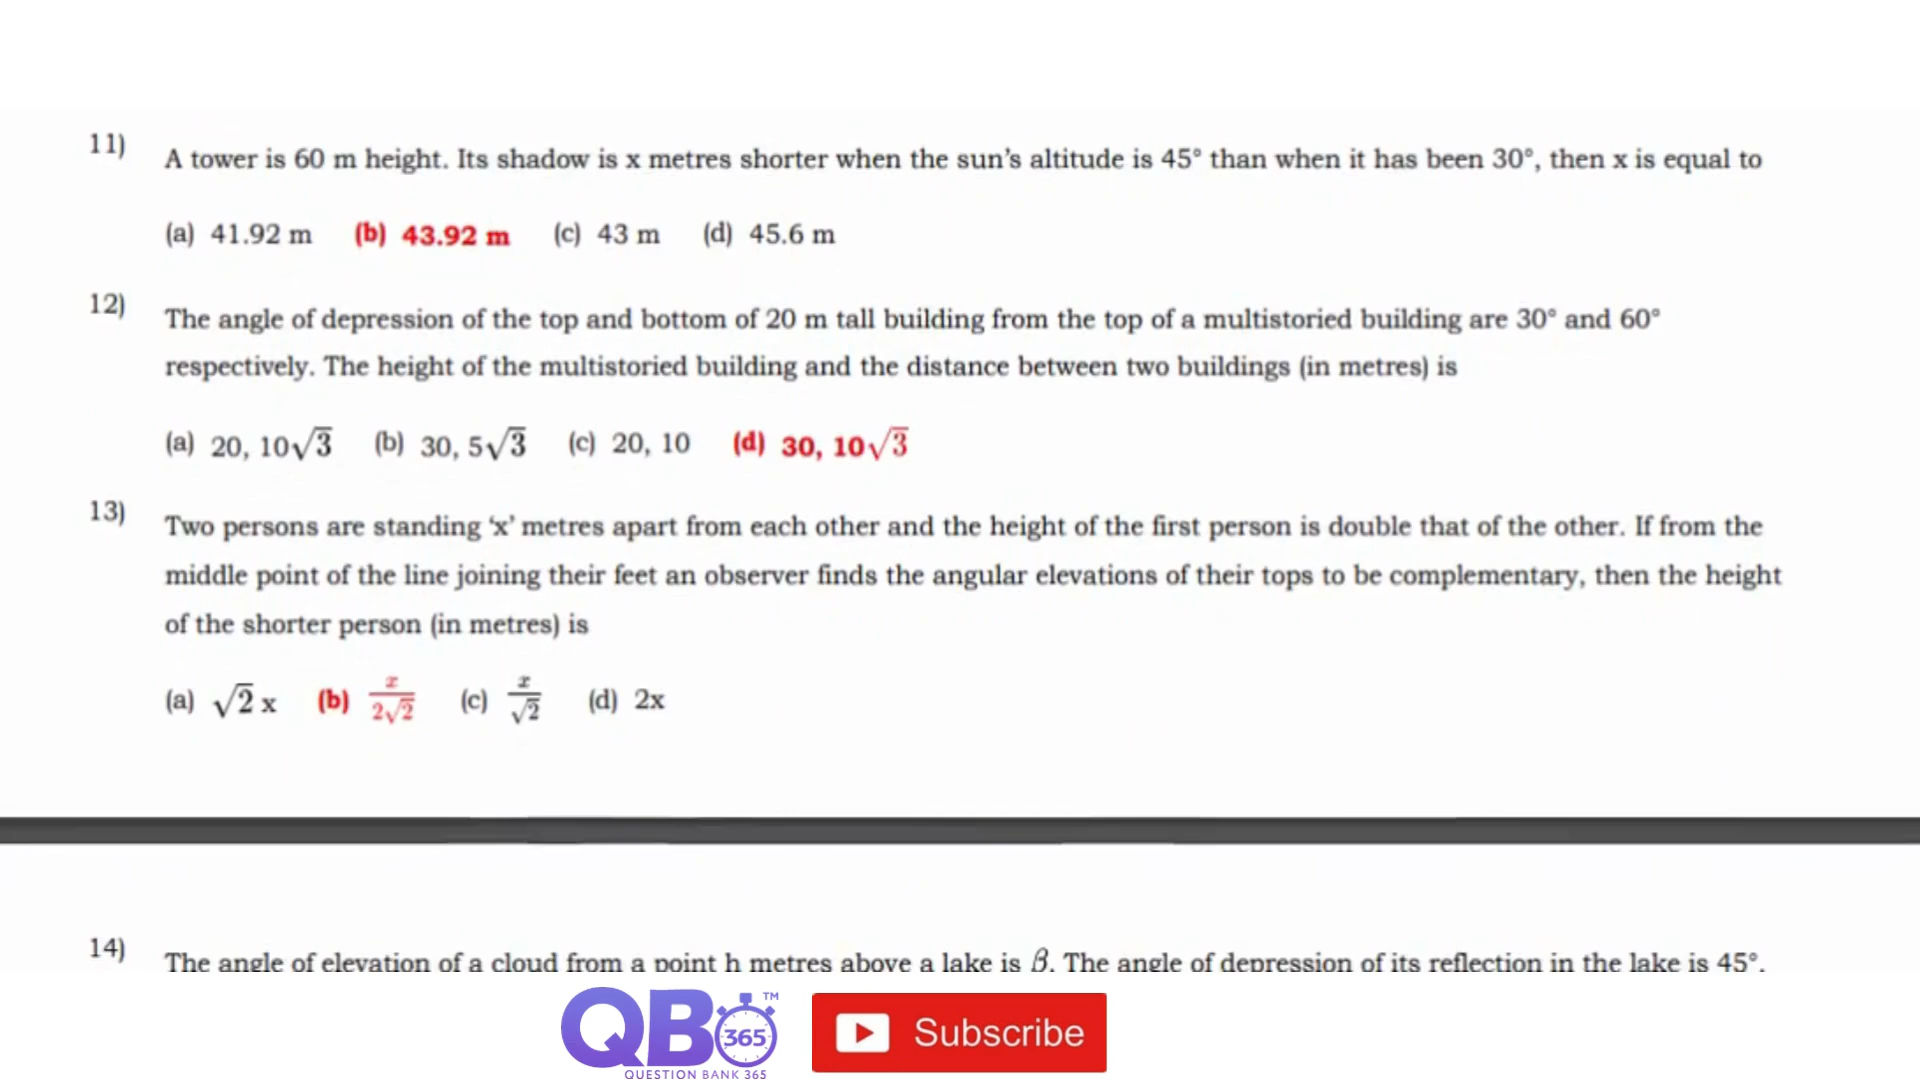 11)
A tower is 60 m height. Its shadow is x metres shorter when the sun's altitude is 45° than when it has been 30°, then x is equal to
(a) 41.92 m (b) 43.92 m (c) 43 m (d) 45.6 m
12)
The angle of depression of the top and bottom of 20 m tall building from the top of a multistoried building are 30° and 60°
respectively. The height of the multistoried building and the distance between two buildings (in metres) is
(a) 20, 10√3 (b) 30, 5√3 (c) 20, 10 (d) 30, 10√3
13)
Two persons are standing 'x' metres apart from each other and the height of the first person is double that of the other. If from the
middle point of the line joining their feet an observer finds the angular elevations of their tops to be complementary, then the height
of the shorter person (in metres) is
(a) √2 x (b) x/2√2 (c) x/√2 (d) 2x
14)
The angle of elevation of a cloud from a point h metres above a lake is β. The angle of depression of its reflection in the lake is 45°.
QB 365 TM
QUESTION BANK 365
Subscribe